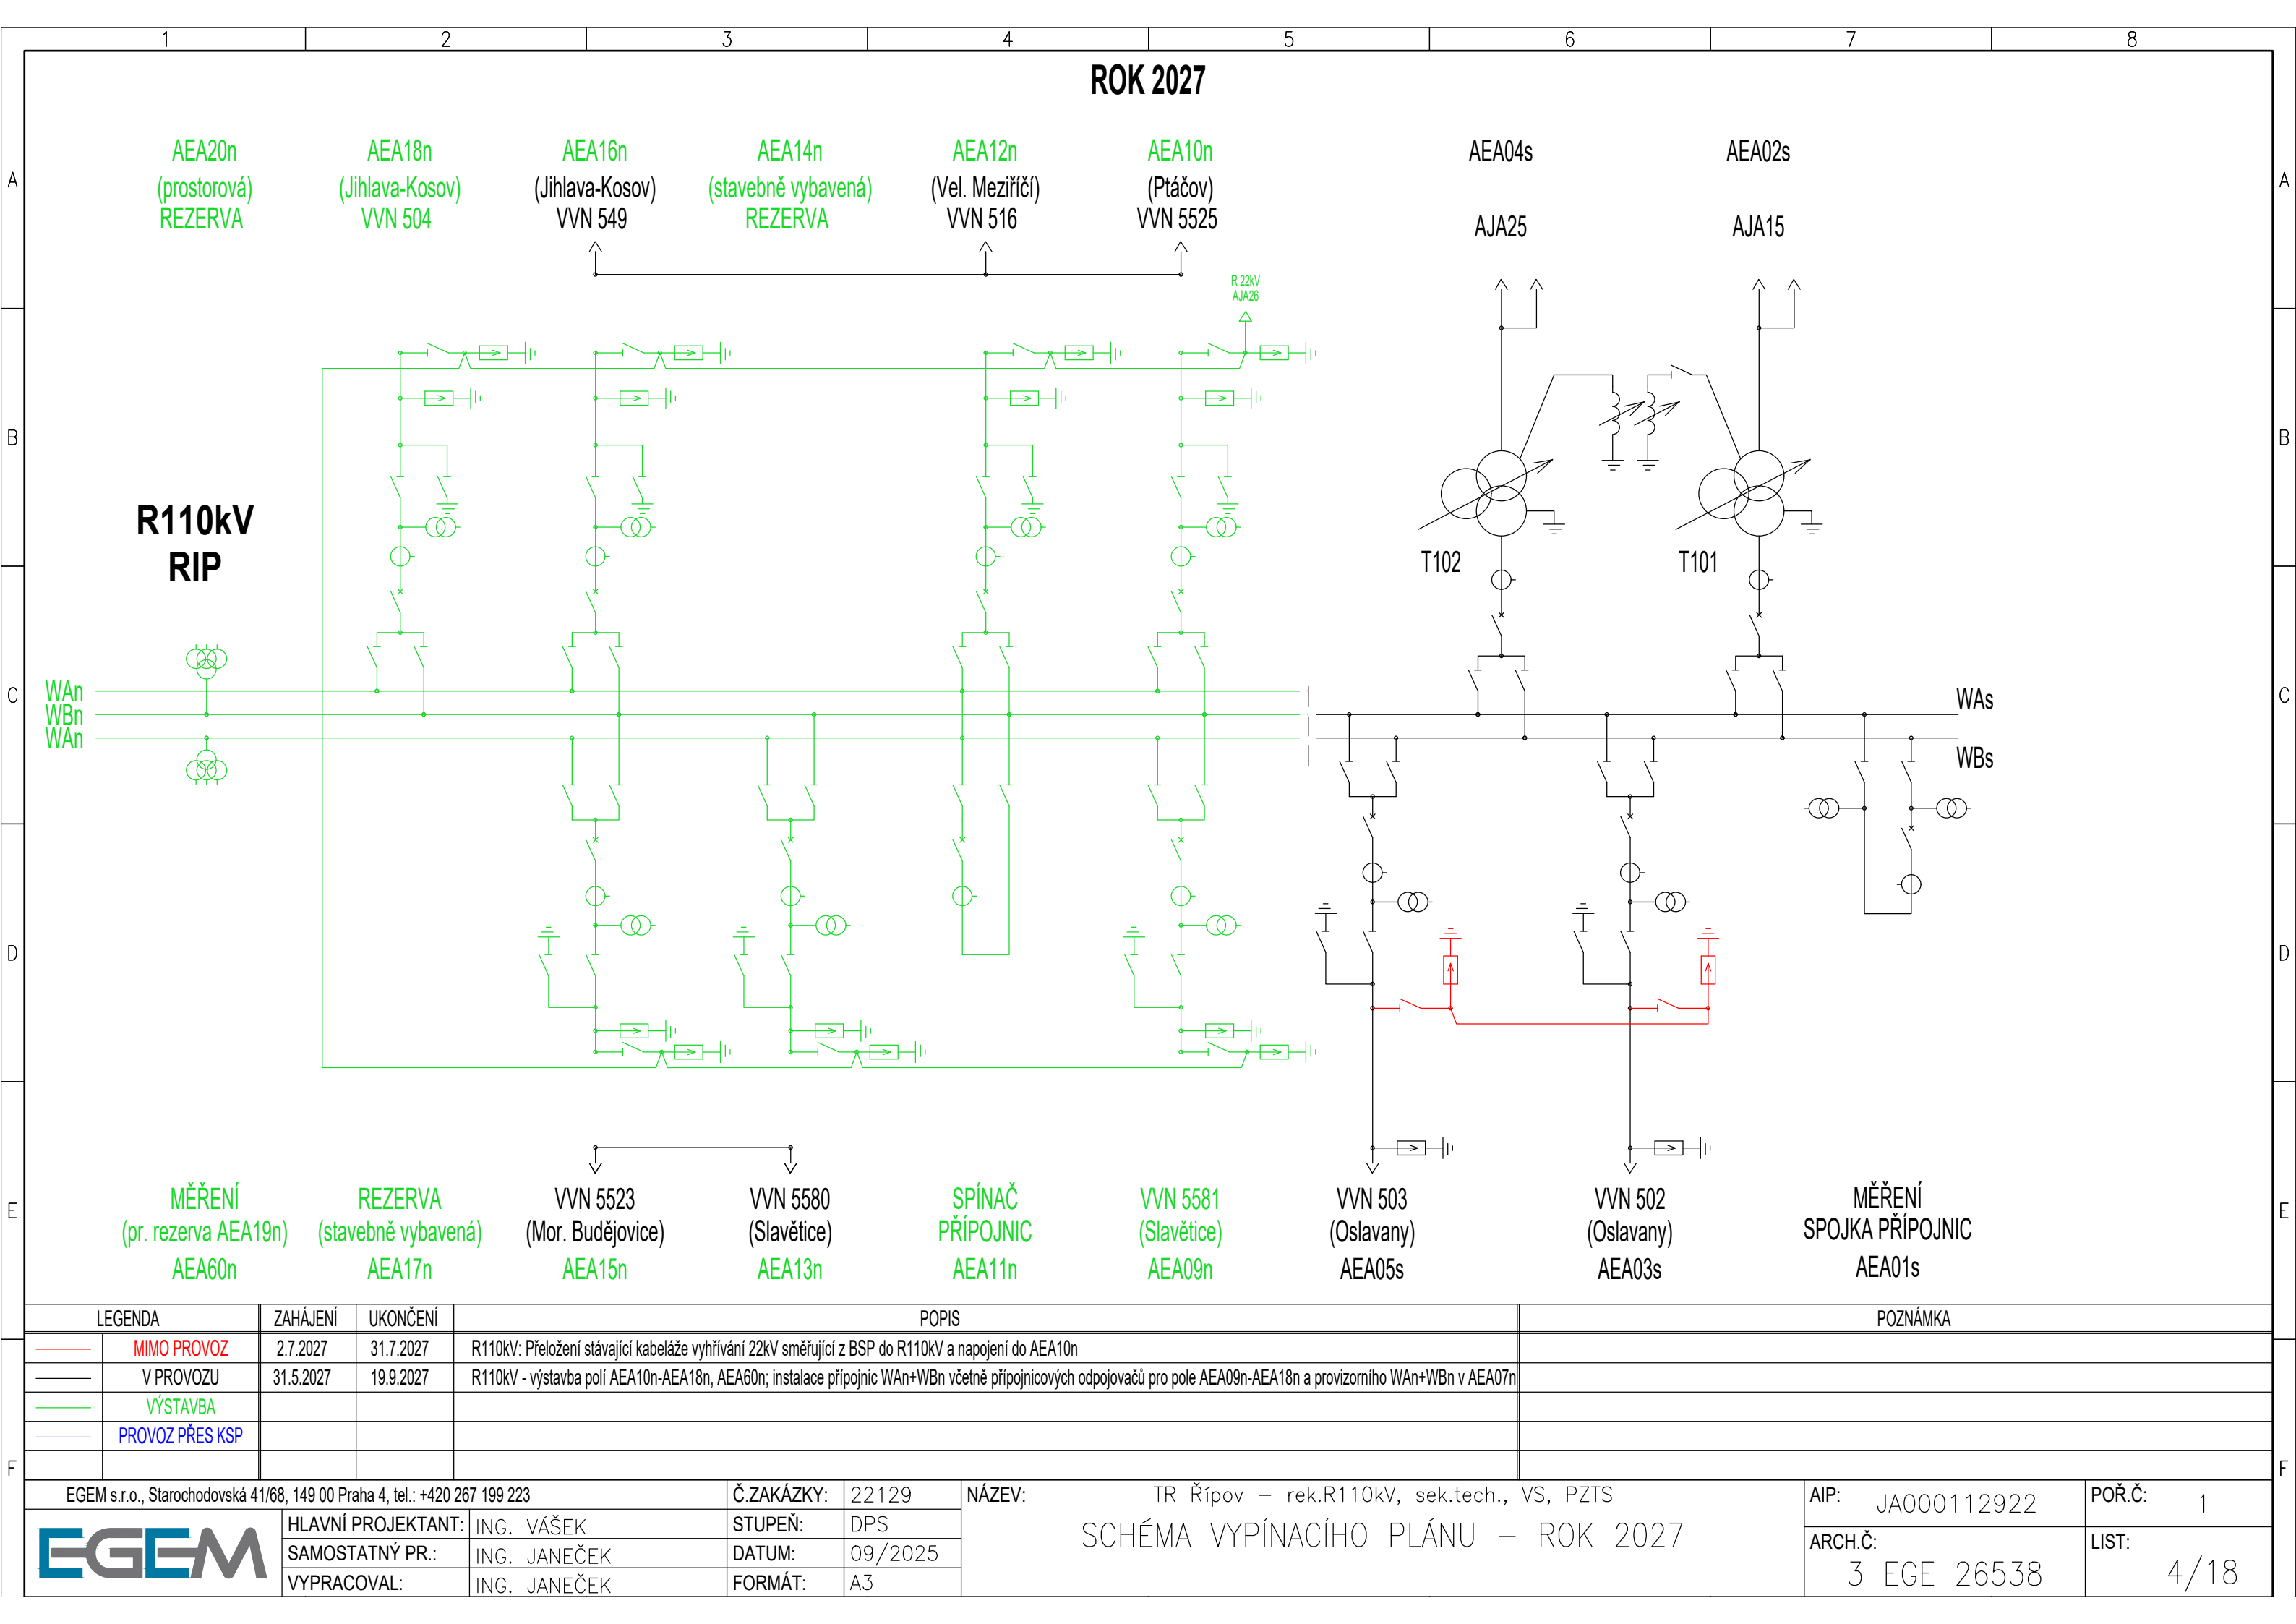 1 2 3 4 5 6 7 8
ROK 2027
AEA20n AEA18n AEA16n AEA14n AEA12n AEA10n AEA04s AEA02s
A A
(prostorová) (Jihlava-Kosov) (Jihlava-Kosov) (stavebně vybavená) (Vel. Meziříčí) (Ptáčov)
REZERVA VVN 504 VVN 549 REZERVA VVN 516 VVN 5525 AJA25 AJA15
R 22kV
AJA26
B B
R110kV
RIP
T102 T101
C C
WAn WAs
WBn
WAn
WBs
D D
MĚŘENÍ REZERVA VVN 5523 VVN 5580 SPÍNAČ VVN 5581 VVN 503 VVN 502 MĚŘENÍ
E E
(pr. rezerva AEA19n) (stavebně vybavená) (Mor. Budějovice) (Slavětice) PŘÍPOJNIC (Slavětice) (Oslavany) (Oslavany) SPOJKA PŘÍPOJNIC
AEA60n AEA17n AEA15n AEA13n AEA11n AEA09n AEA05s AEA03s AEA01s
LEGENDA ZAHÁJENÍ UKONČENÍ POPIS POZNÁMKA
MIMO PROVOZ 2.7.2027 31.7.2027 R110kV: Přeložení stávající kabeláže vyhřívání 22kV směřující z BSP do R110kV a napojení do AEA10n
V PROVOZU 31.5.2027 19.9.2027 R110kV - výstavba polí AEA10n-AEA18n, AEA60n; instalace přípojnic WAn+WBn včetně přípojnicových odpojovačů pro pole AEA09n-AEA18n a provizorního WAn+WBn v AEA07n
VÝSTAVBA
PROVOZ PŘES KSP
F F
EGEM s.r.o., Starochodovská 41/68, 149 00 Praha 4, tel.: +420 267 199 223 Č.ZAKÁZKY: 22129 NÁZEV: TR Řípov – rek.R110kV, sek.tech., VS, PZTS AIP: JA000112922 POŘ.Č: 1
EGEM HLAVNÍ PROJEKTANT: ING. VÁŠEK STUPEŇ: DPS SCHÉMA VYPÍNACÍHO PLÁNU – ROK 2027
SAMOSTATNÝ PR.: ING. JANEČEK DATUM: 09/2025 ARCH.Č: 3 EGE 26538 LIST: 4/18
VYPRACOVAL: ING. JANEČEK FORMÁT: A3